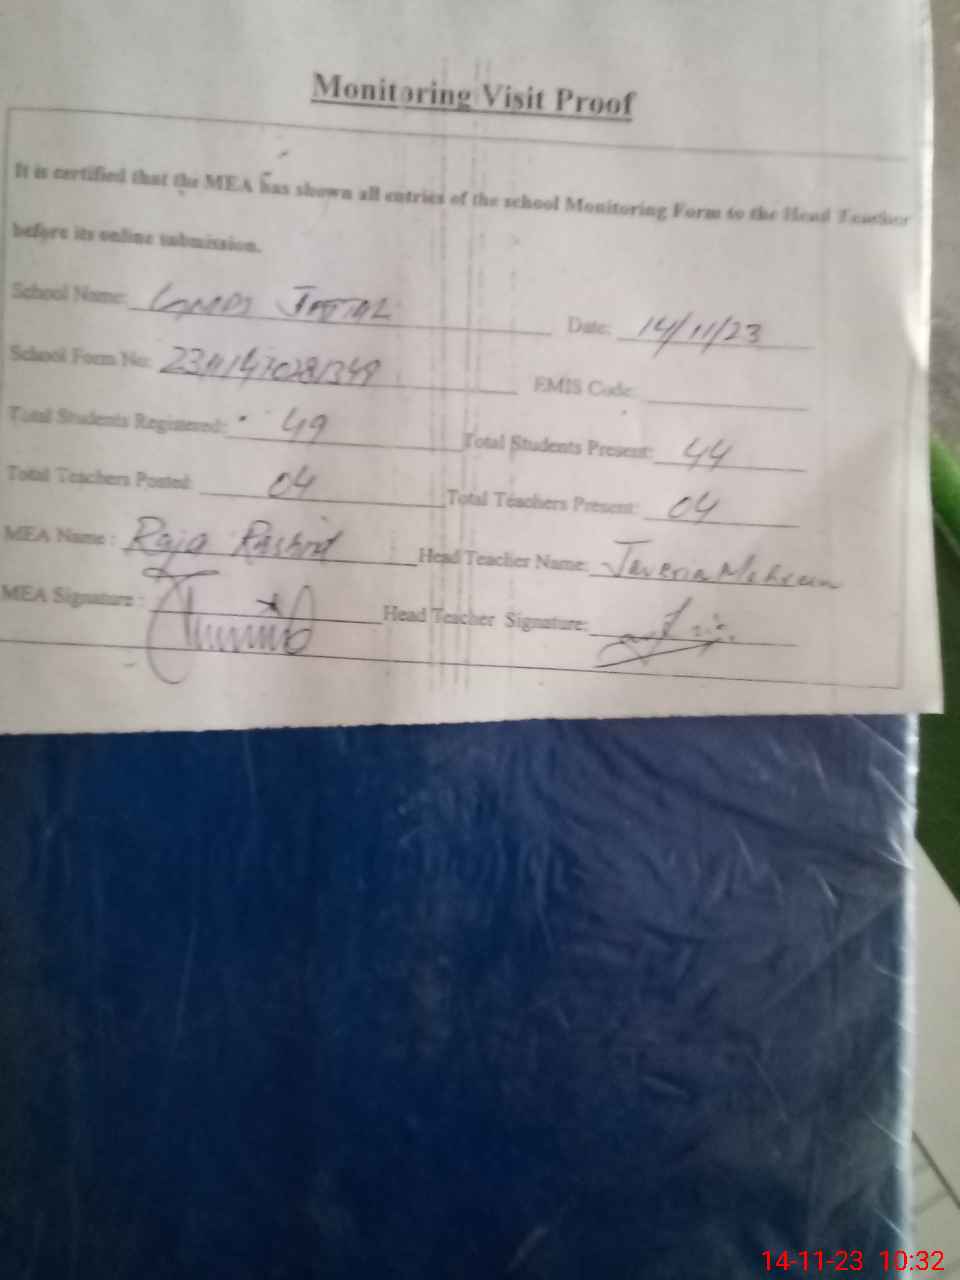 Monitoring Visit Proof
It is certified that the MEA has shown all entries of the school Monitoring Form to the Head Teacher
before its online submission.
School Name: JATTAL Date: 14/11/23
School Form No: EMIS Code:
Total Students Registered: 49 Total Students Present: 44
Total Teachers Posted: 04 Total Teachers Present: 04
MEA Name : Raja Rashid Head Teacher Name: Javeria Mehreen
MEA Signature : Head Teacher Signature:
14-11-23 10:32